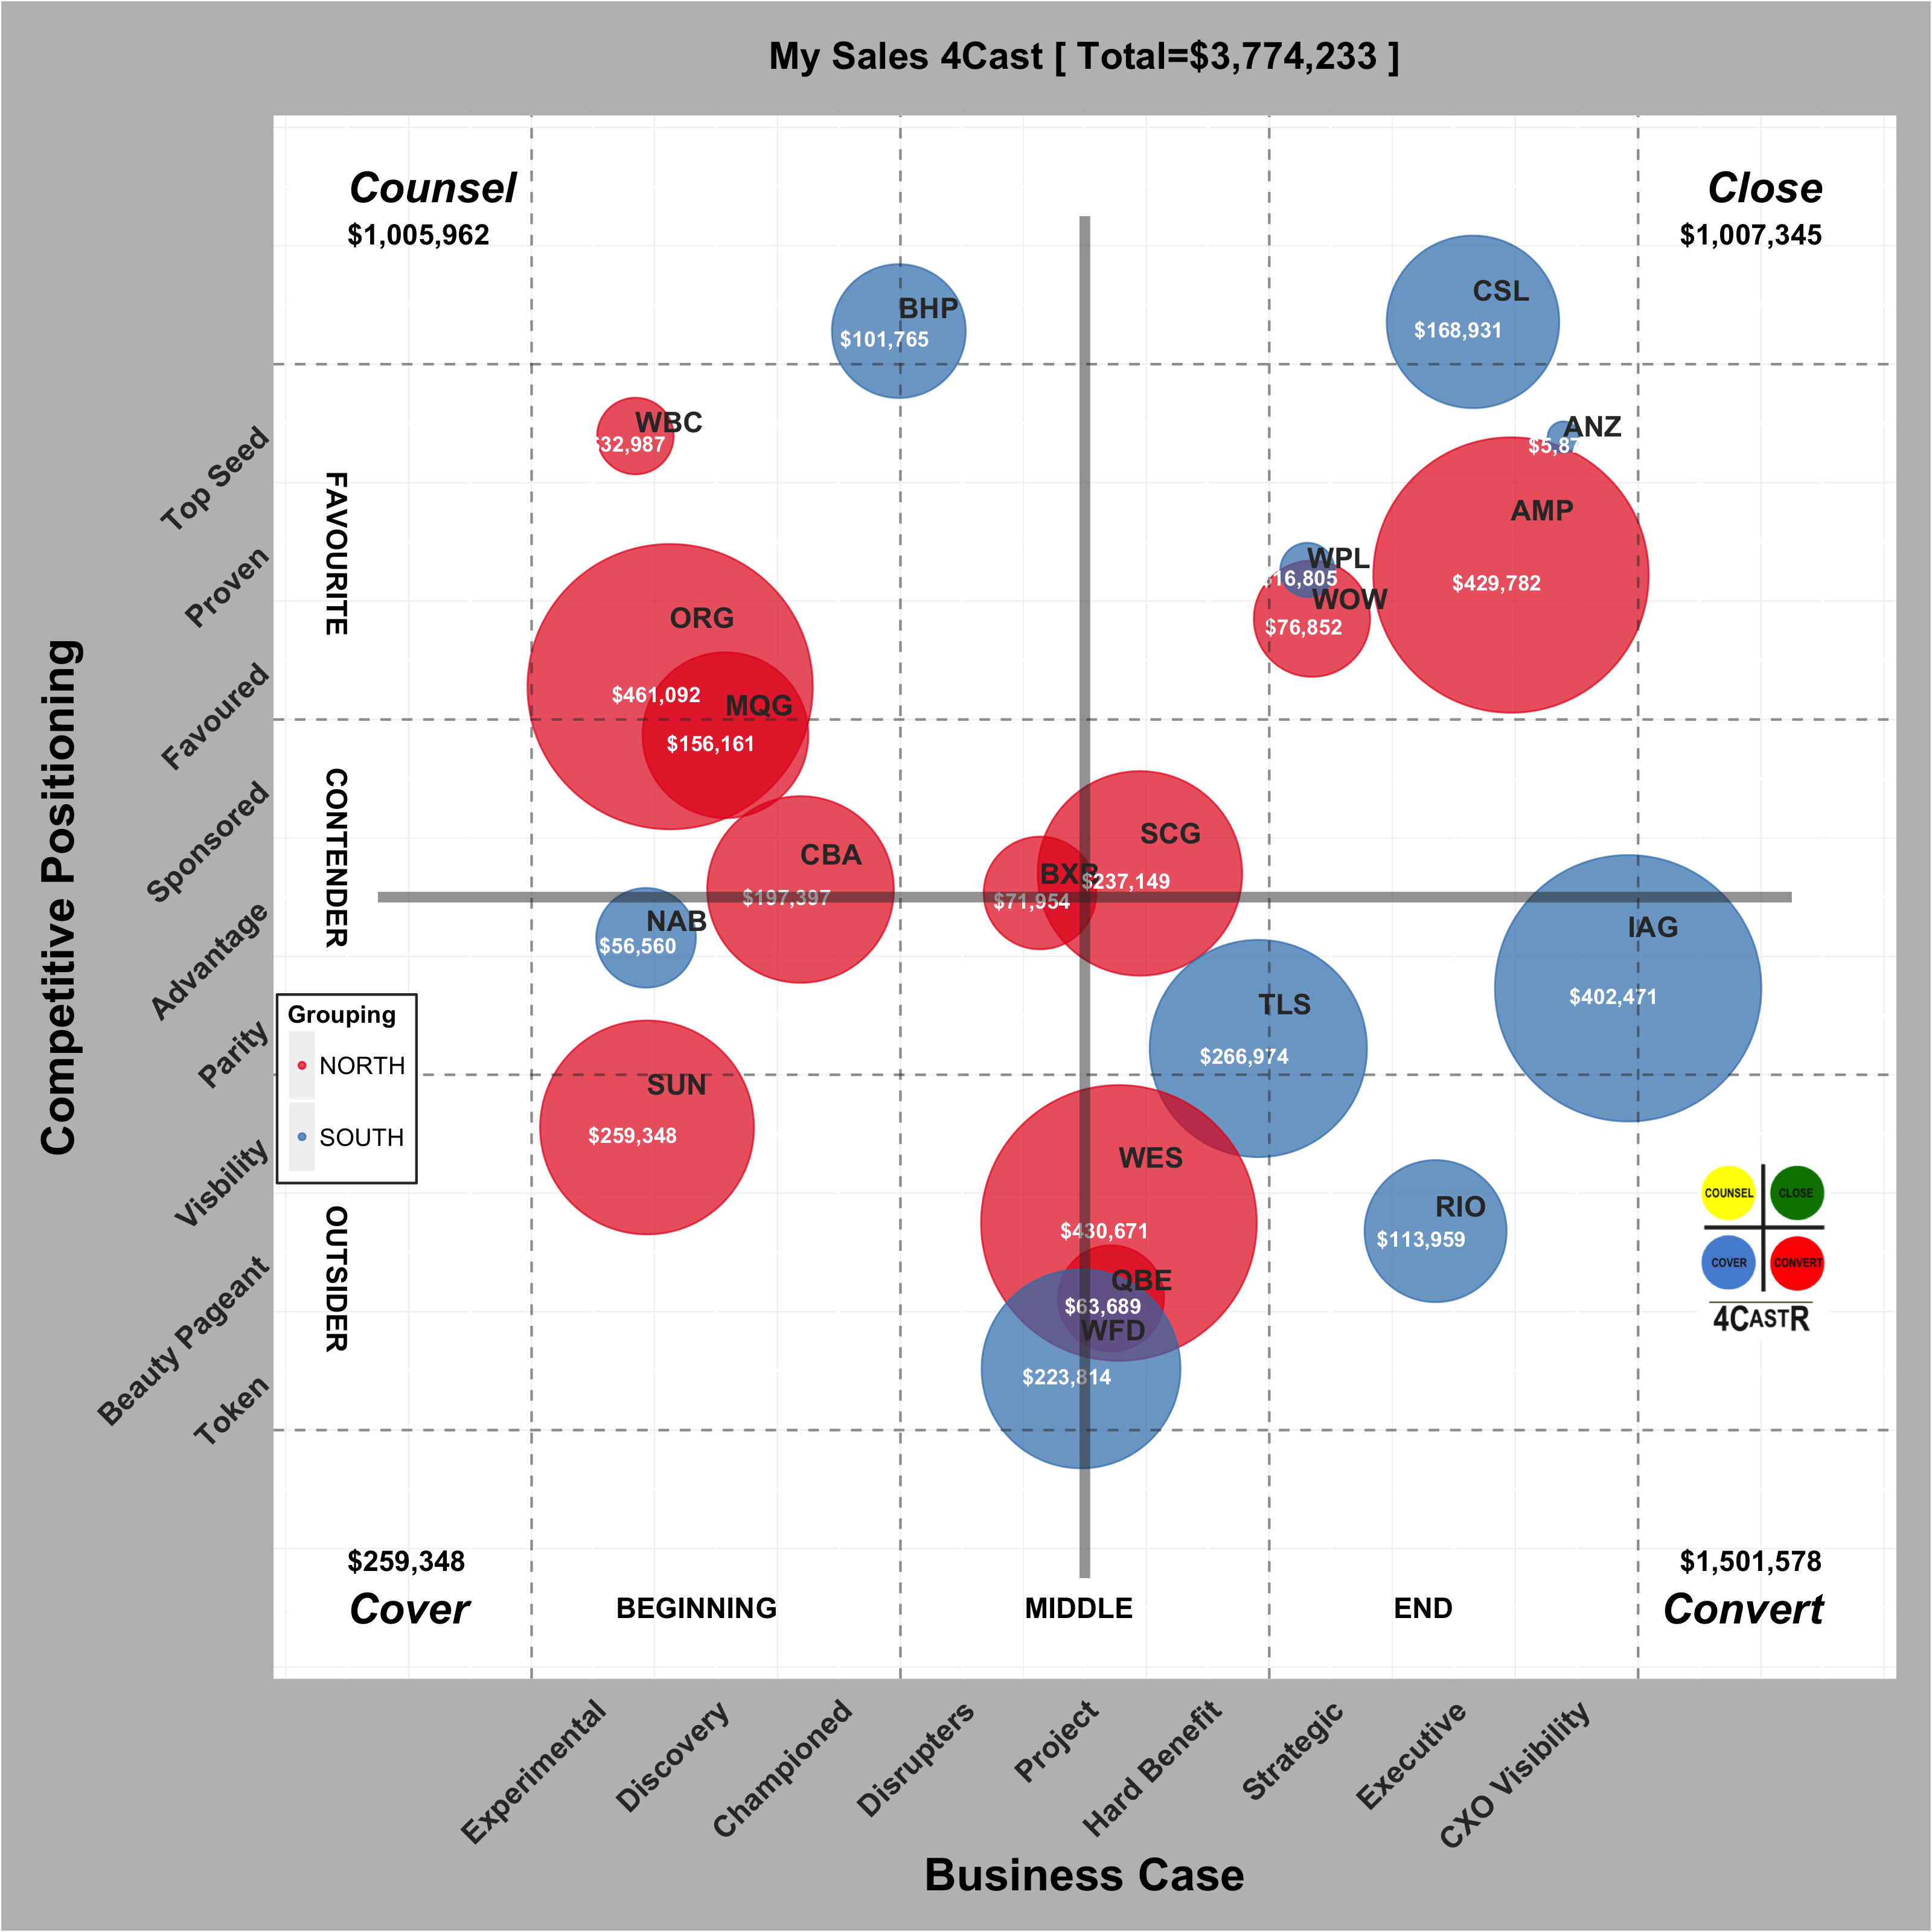 My Sales 4Cast [ Total=$3,774,233 ]
Counsel
$1,005,962
Close
$1,007,345
BHP
$101,765
CSL
$168,931
WBC
$32,987
ANZ
$5,87
AMP
$429,782
WPL
$16,805
WOW
$76,852
ORG
$461,092
MQG
$156,161
SCG
$237,149
CBA
$197,397
BXB
$71,954
NAB
$56,560
IAG
$402,471
TLS
$266,974
SUN
$259,348
WES
$430,671
RIO
$113,959
QBE
$63,689
WFD
$223,814
Competitive Positioning
Top Seed
Proven
Favoured
Sponsored
Advantage
Parity
Visbility
Beauty Pageant
Token
FAVOURITE
CONTENDER
OUTSIDER
Grouping
NORTH
SOUTH
COUNSEL
CLOSE
COVER
CONVERT
4CASTR
$259,348
Cover
$1,501,578
Convert
BEGINNING
MIDDLE
END
Experimental
Discovery
Championed
Disrupters
Project
Hard Benefit
Strategic
Executive
CXO Visibility
Business Case